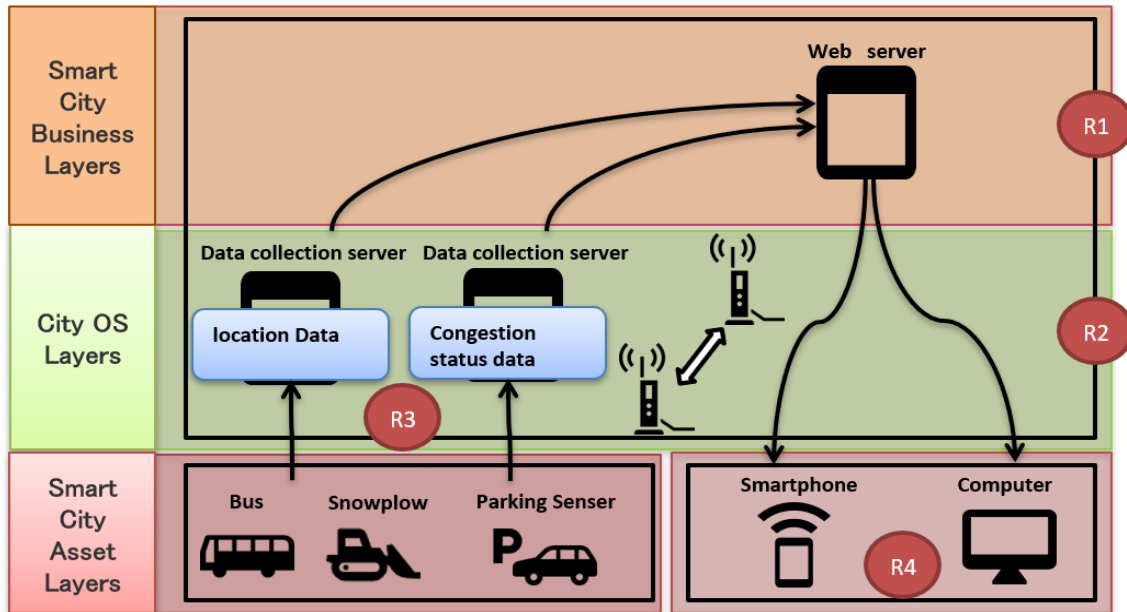 Smart
City
Business
Layers
Web server
R1
City OS
Layers
Data collection server
Data collection server
location Data
Congestion
status data
R2
R3
Smart
City
Asset
Layers
Bus
Snowplow
Parking Senser
P
Smartphone
Computer
R4